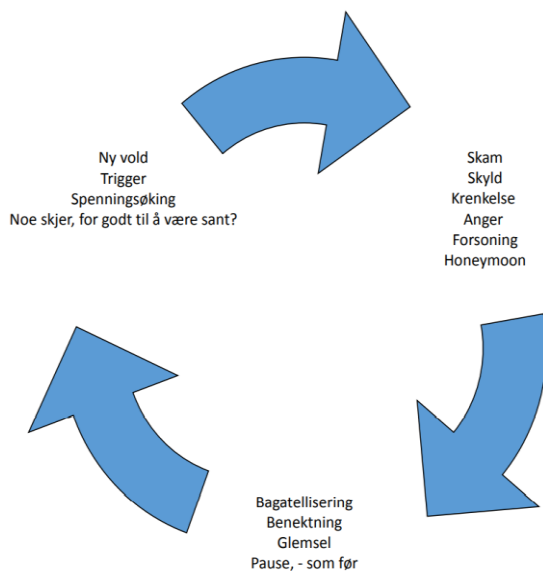 Ny vold
Trigger
Spenningsøking
Noe skjer, for godt til å være sant?
Skam
Skyld
Krenkelse
Anger
Forsoning
Honeymoon
Bagatellisering
Benektning
Glemsel
Pause, - som før